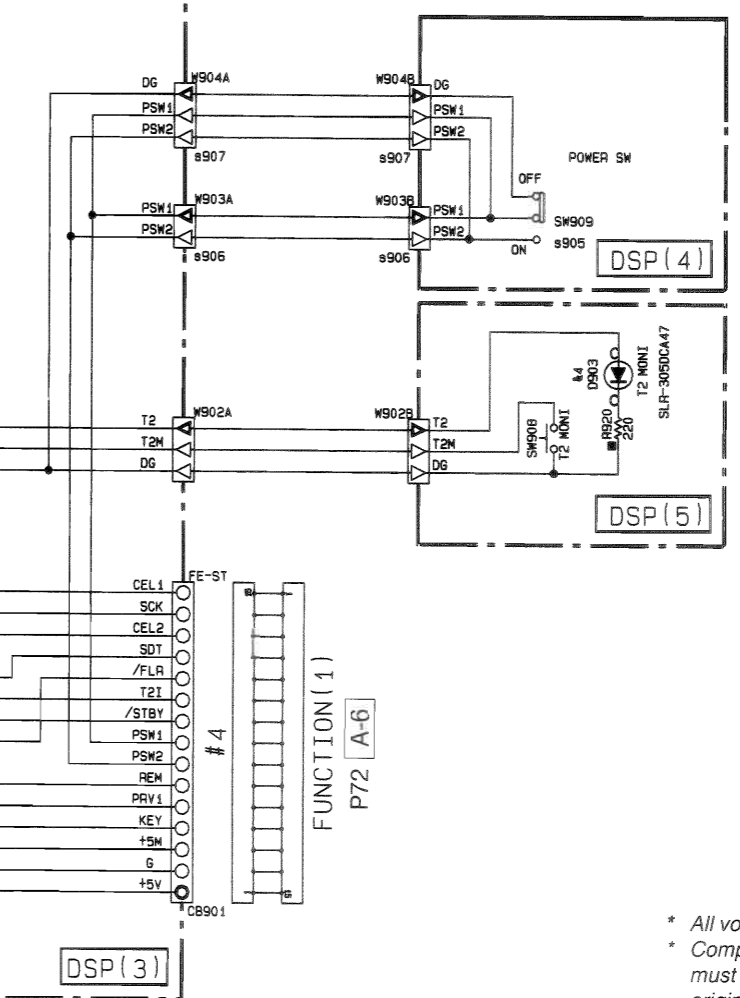 W904A
DG
PSW1
PSW2
s907
W904B
DG
PSW1
PSW2
s907
POWER SW
OFF
SW909
ON
s905
DSP(4)
W903A
PSW1
PSW2
s906
W903B
PSW1
PSW2
s906
W902A
T2
T2M
DG
W902B
T2
T2M
DG
SW908
T2 MONI
#4
D903
T2 MONI
SLR-305DCA47
R920
220
DSP(5)
FE-ST
CEL1
SCK
CEL2
SDT
/FLR
T2I
/STBY
PSW1
PSW2
REM
PRV1
KEY
+5M
G
+5V
CB901
#4
FUNCTION(1)
P72 A-6
DSP(3)
* All vo
* Comp
must